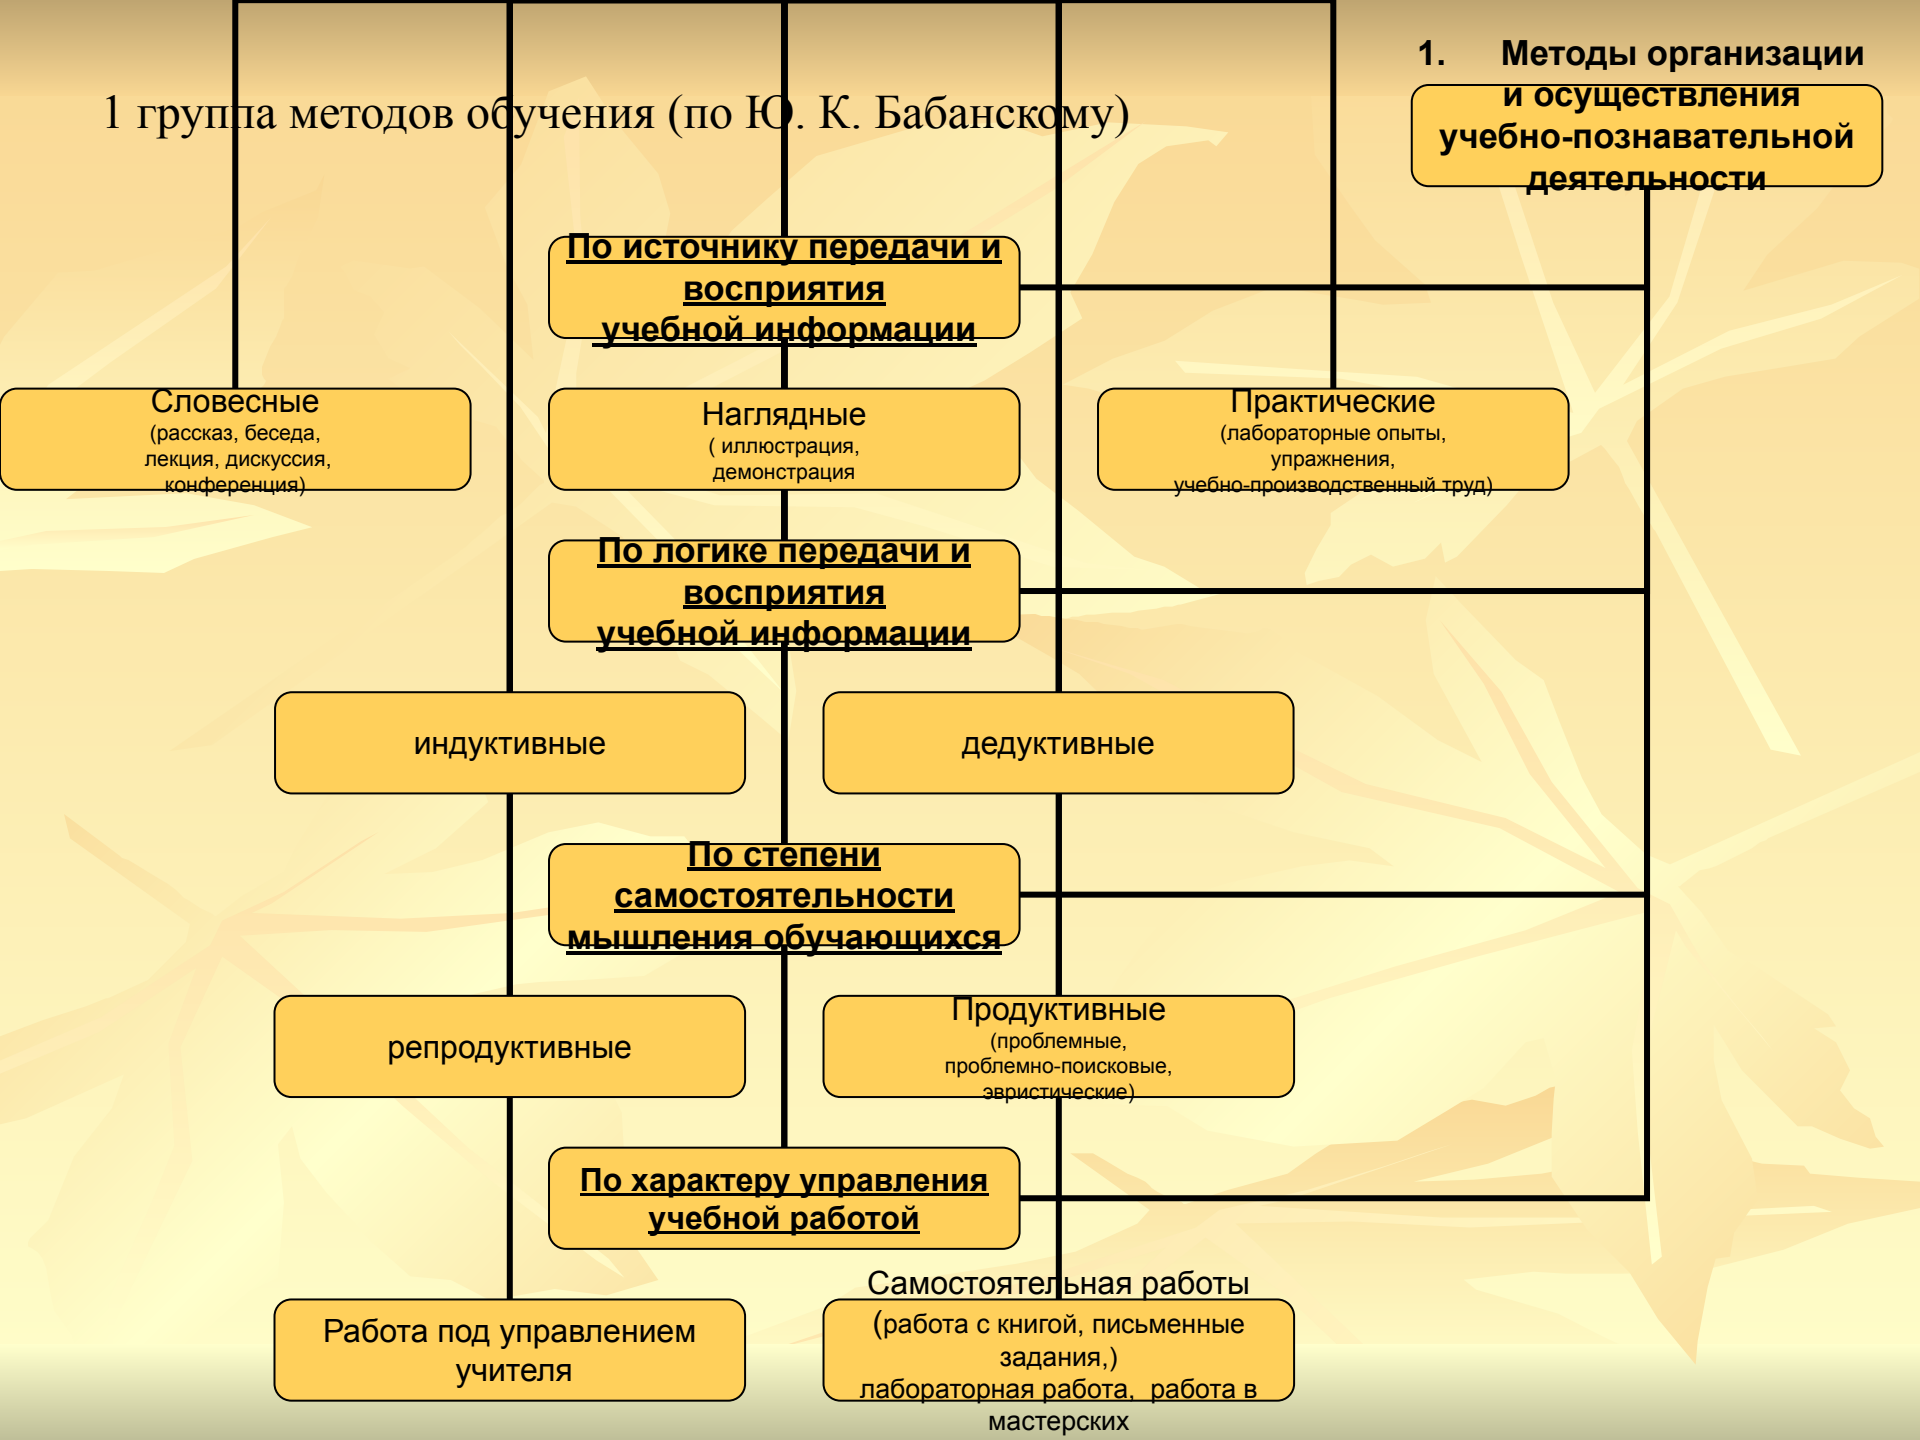 1. Методы организации
и осуществления
учебно-познавательной
деятельности
1 группа методов обучения (по Ю. К. Бабанскому)
По источнику передачи и
восприятия
учебной информации
Словесные
(рассказ, беседа,
лекция, дискуссия,
конференция)
Наглядные
( иллюстрация,
демонстрация
Практические
(лабораторные опыты,
упражнения,
учебно-производственный труд)
По логике передачи и
восприятия
учебной информации
индуктивные
дедуктивные
По степени
самостоятельности
мышления обучающихся
репродуктивные
Продуктивные
(проблемные,
проблемно-поисковые,
эвристические)
По характеру управления
учебной работой
Работа под управлением
учителя
Самостоятельная работы
(работа с книгой, письменные
задания,)
лабораторная работа, работа в
мастерских